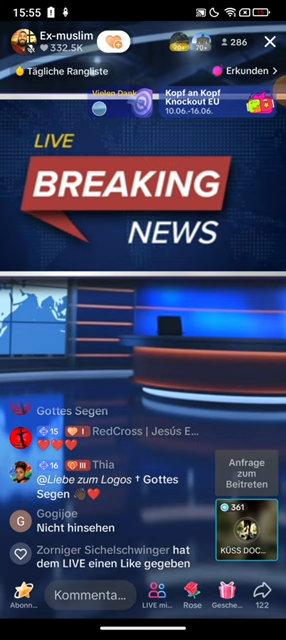 15:55
Ex-muslim
332.5K
70+
70+
286
Tägliche Rangliste
Erkunden
Vielen Dank
Kopf an Kopf
Knockout EU
10.06.-16.06.
LIVE
BREAKING
NEWS
Gottes Segen
15 I RedCross | Jesús E...
16 III Thia
@Liebe zum Logos † Gottes
Segen
G Gogijoe
Nicht hinsehen
Zorniger Sichelschwinger hat
dem LIVE einen Like gegeben
Anfrage
zum
Beitreten
361
KÜSS DOC...
Abonn...
Kommenta...
LIVE mi...
Rose
Gesche...
122